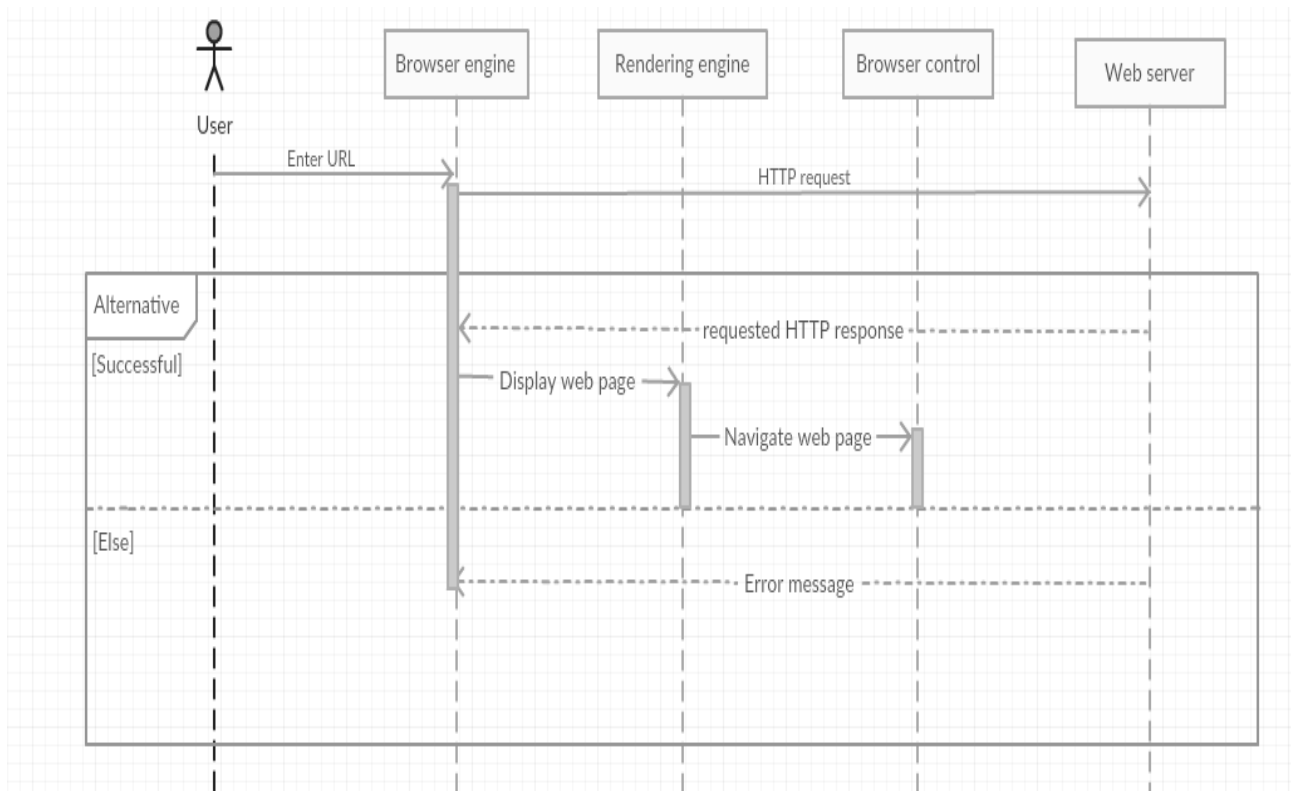 Browser engine
Rendering engine
Browser control
Web server
User
Enter URL
HTTP request
Alternative
requested HTTP response
[Successful]
Display web page
Navigate web page
[Else]
Error message